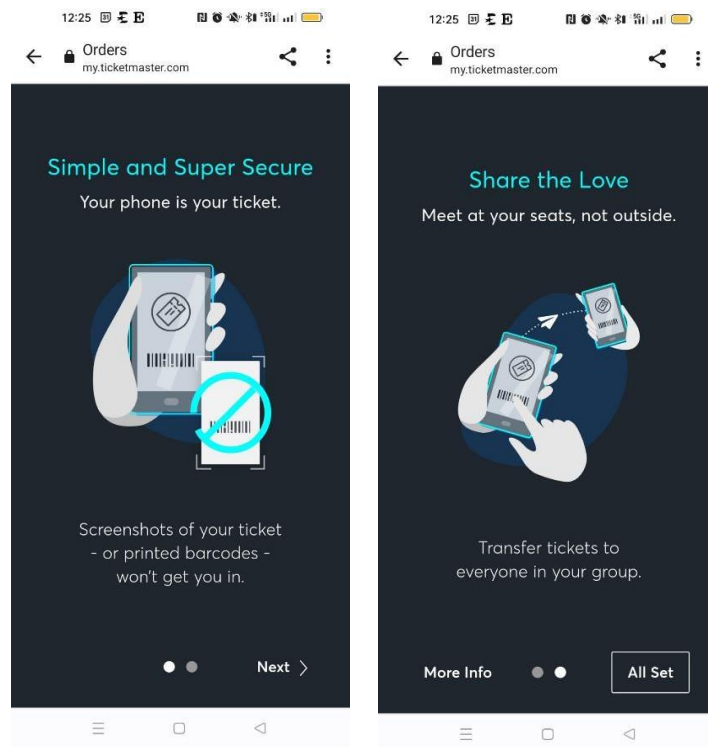 12:25
Orders
my.ticketmaster.com
Simple and Super Secure
Your phone is your ticket.
Screenshots of your ticket
- or printed barcodes -
won't get you in.
Next
12:25
Orders
my.ticketmaster.com
Share the Love
Meet at your seats, not outside.
Transfer tickets to
everyone in your group.
More Info
All Set